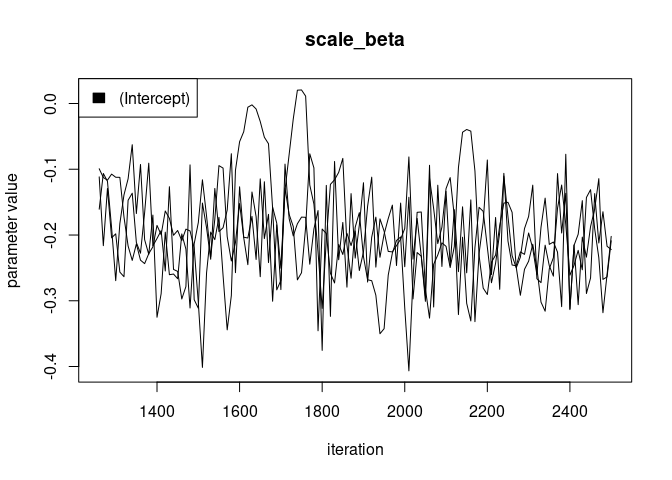 scale_beta
(Intercept)
parameter value
0.0
-0.1
-0.2
-0.3
-0.4
1400 1600 1800 2000 2200 2400
iteration